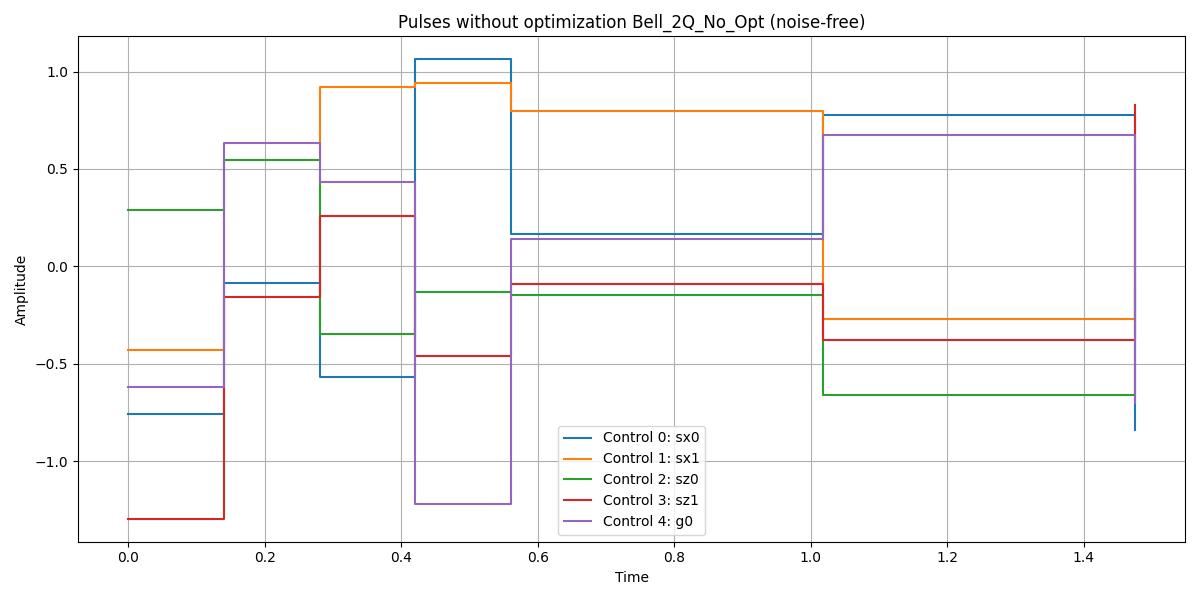 Pulses without optimization Bell_2Q_No_Opt (noise-free)
Amplitude
1.0
0.5
0.0
−0.5
−1.0
Control 0: sx0
Control 1: sx1
Control 2: sz0
Control 3: sz1
Control 4: g0
0.0 0.2 0.4 0.6 0.8 1.0 1.2 1.4
Time